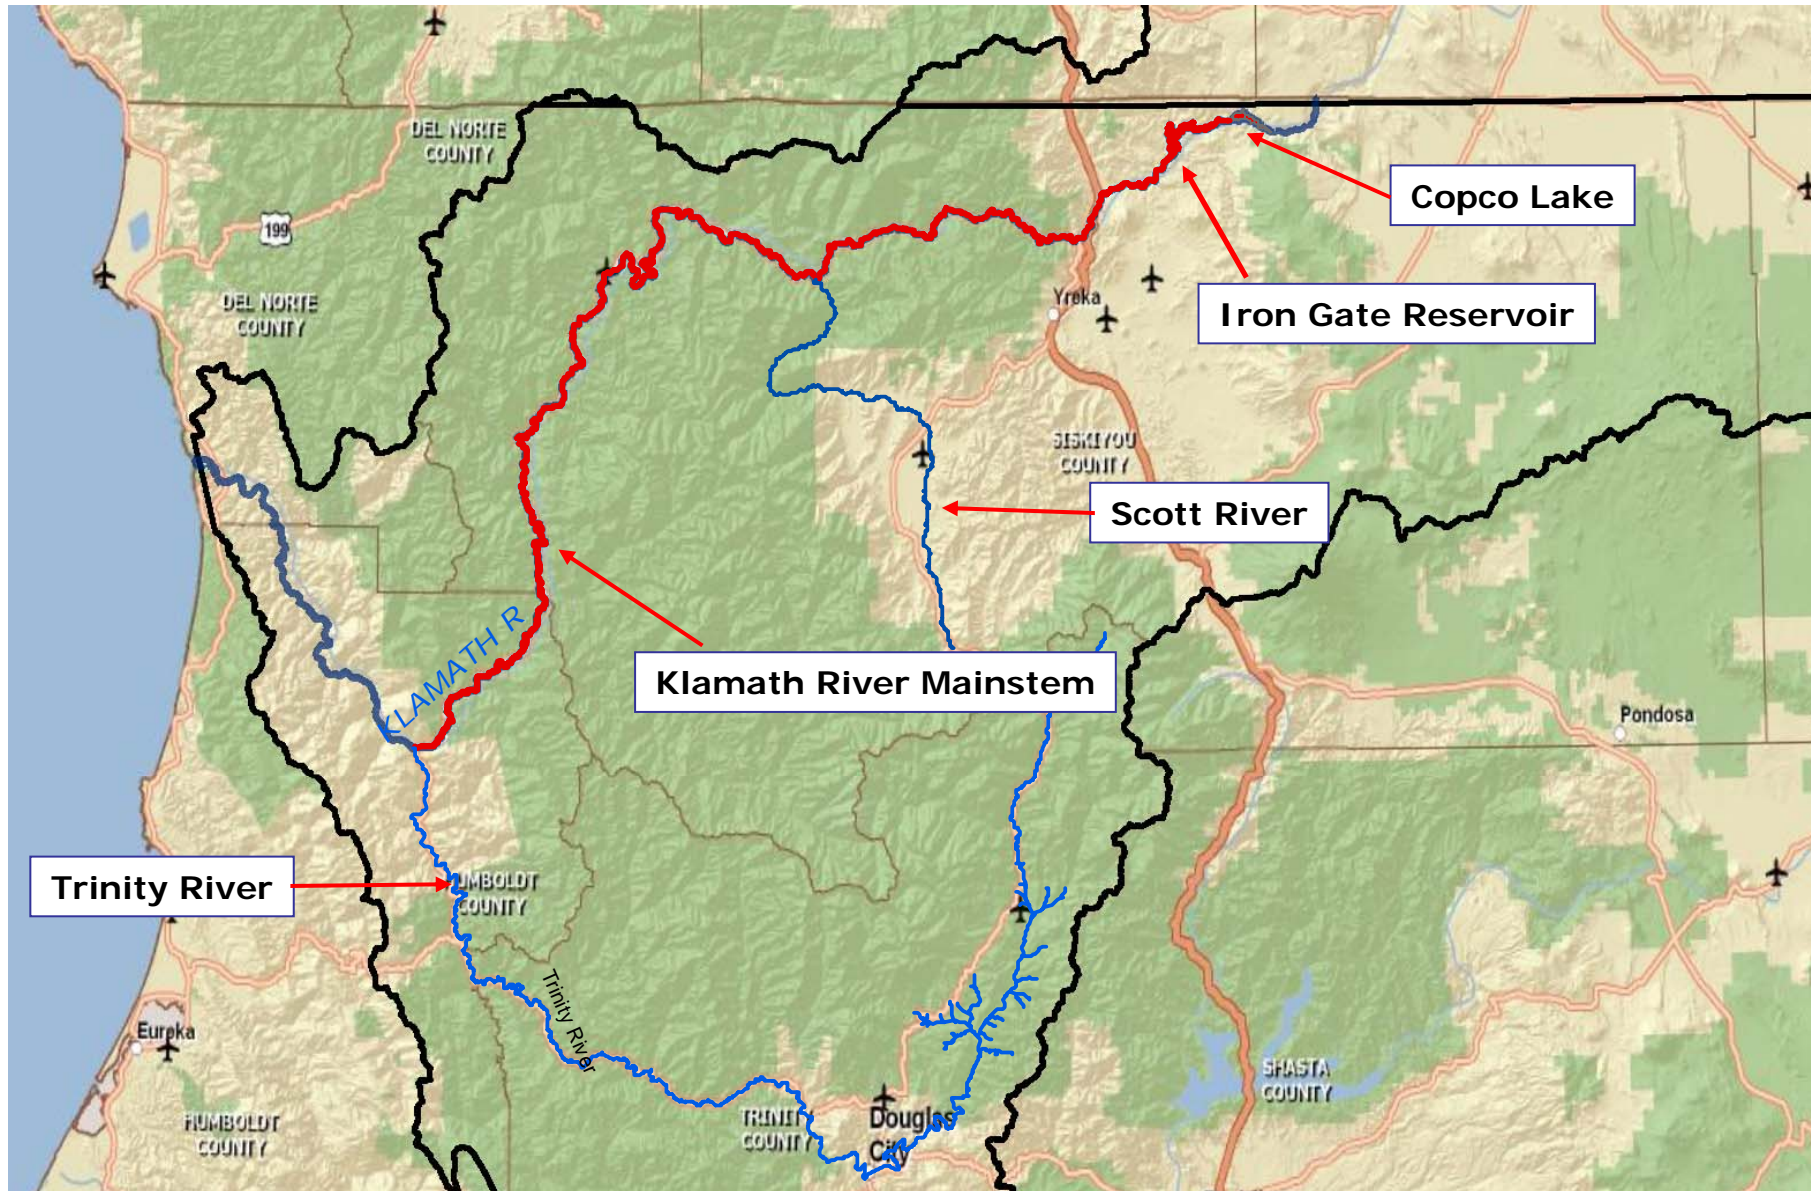 DEL NORTE
COUNTY
Copco Lake
199
DEL NORTE
COUNTY
Yreka
Iron Gate Reservoir
SISKIYOU
COUNTY
Scott River
KLAMATH R
Klamath River Mainstem
Pondosa
Trinity River
UMBOLDT
COUNTY
Trinity River
Eureka
SHASTA
COUNTY
HUMBOLDT
COUNTY
TRINITY
COUNTY
Douglas
City